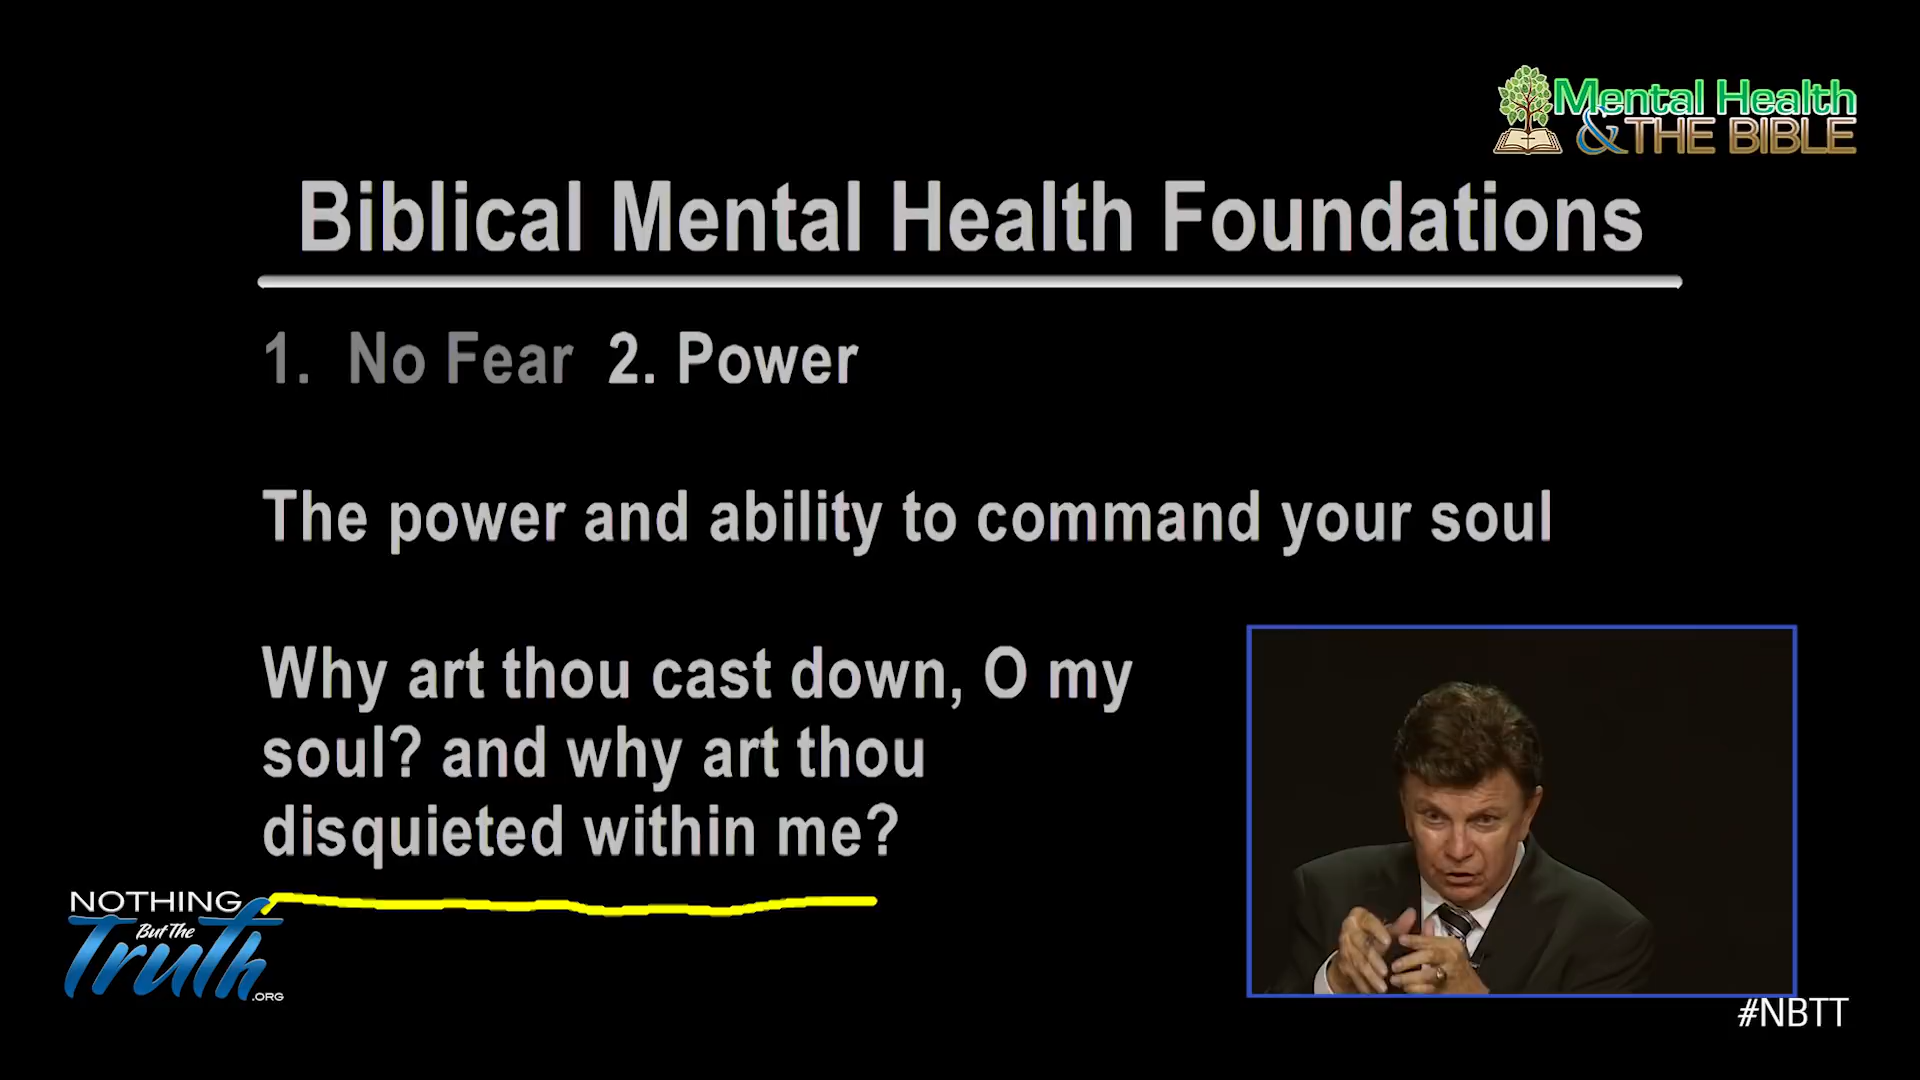 Mental Health
& THE BIBLE
Biblical Mental Health Foundations
1. No Fear 2. Power
The power and ability to command your soul
Why art thou cast down, O my
soul? and why art thou
disquieted within me?
NOTHING
But The
Truth
.ORG
#NBTT